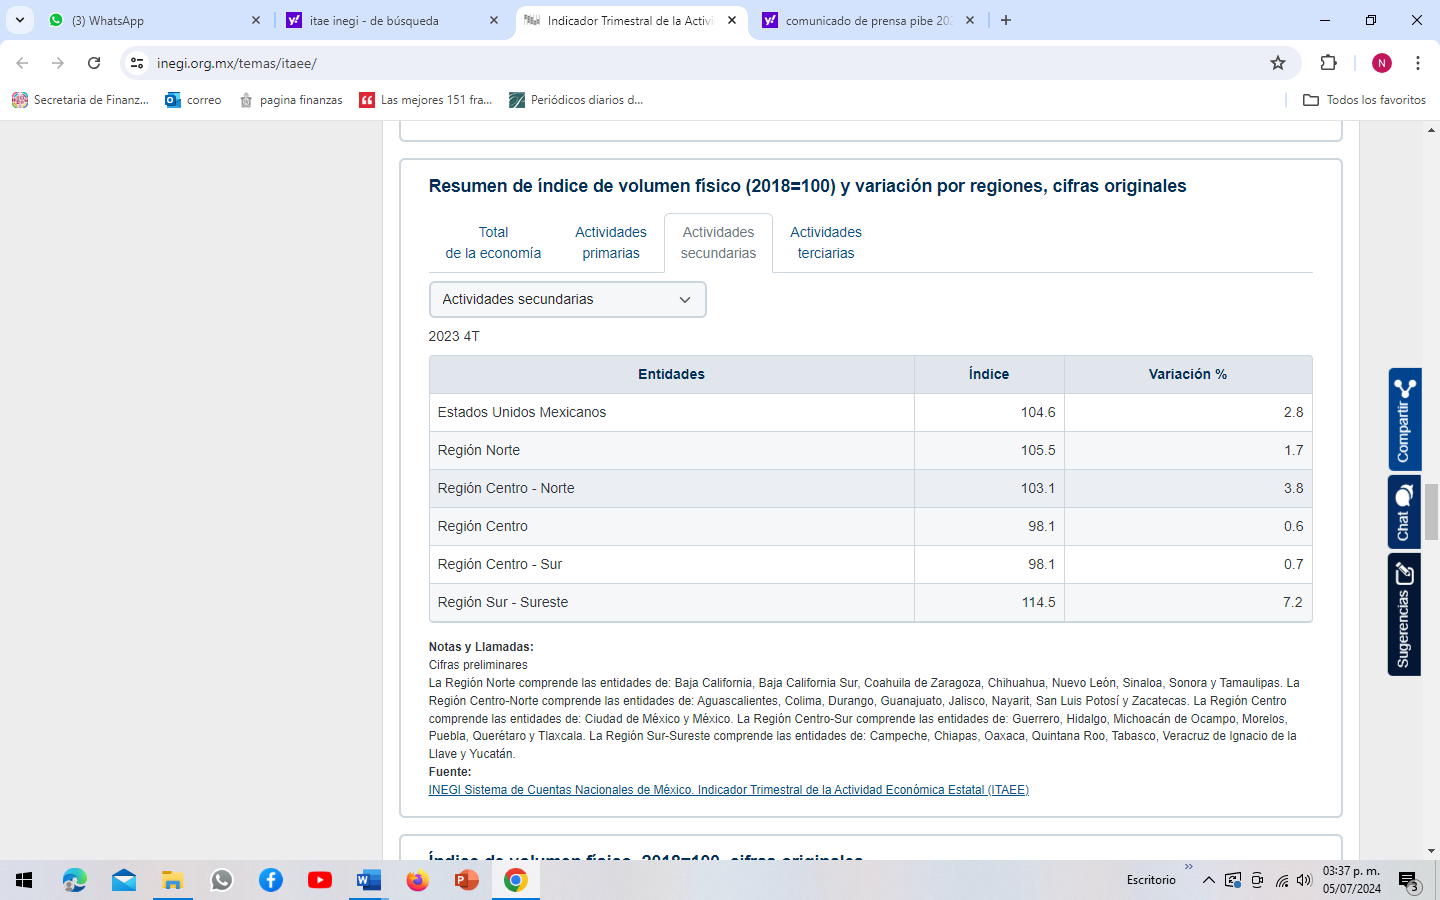 (3) WhatsApp
itae inegi - de búsqueda
Indicador Trimestral de la Activi
comunicado de prensa pibe 202
inegi.org.mx/temas/itaee/
N
Secretaria de Finanz...
correo
pagina finanzas
Las mejores 151 fra...
Periódicos diarios d...
Todos los favoritos
Resumen de índice de volumen físico (2018=100) y variación por regiones, cifras originales
Total
de la economía
Actividades
primarias
Actividades
secundarias
Actividades
terciarias
Actividades secundarias
2023 4T
Entidades Índice Variación %
Estados Unidos Mexicanos 104.6 2.8
Región Norte 105.5 1.7
Región Centro - Norte 103.1 3.8
Región Centro 98.1 0.6
Región Centro - Sur 98.1 0.7
Región Sur - Sureste 114.5 7.2
Notas y Llamadas:
Cifras preliminares
La Región Norte comprende las entidades de: Baja California, Baja California Sur, Coahuila de Zaragoza, Chihuahua, Nuevo León, Sinaloa, Sonora y Tamaulipas. La
Región Centro-Norte comprende las entidades de: Aguascalientes, Colima, Durango, Guanajuato, Jalisco, Nayarit, San Luis Potosí y Zacatecas. La Región Centro
comprende las entidades de: Ciudad de México y México. La Región Centro-Sur comprende las entidades de: Guerrero, Hidalgo, Michoacán de Ocampo, Morelos,
Puebla, Querétaro y Tlaxcala. La Región Sur-Sureste comprende las entidades de: Campeche, Chiapas, Oaxaca, Quintana Roo, Tabasco, Veracruz de Ignacio de la
Llave y Yucatán.
Fuente:
INEGI Sistema de Cuentas Nacionales de México. Indicador Trimestral de la Actividad Económica Estatal (ITAEE)
Índice de volumen físico, 2018=100, cifras originales
Compartir
Chat
Sugerencias
Escritorio
03:37 p. m.
05/07/2024
3